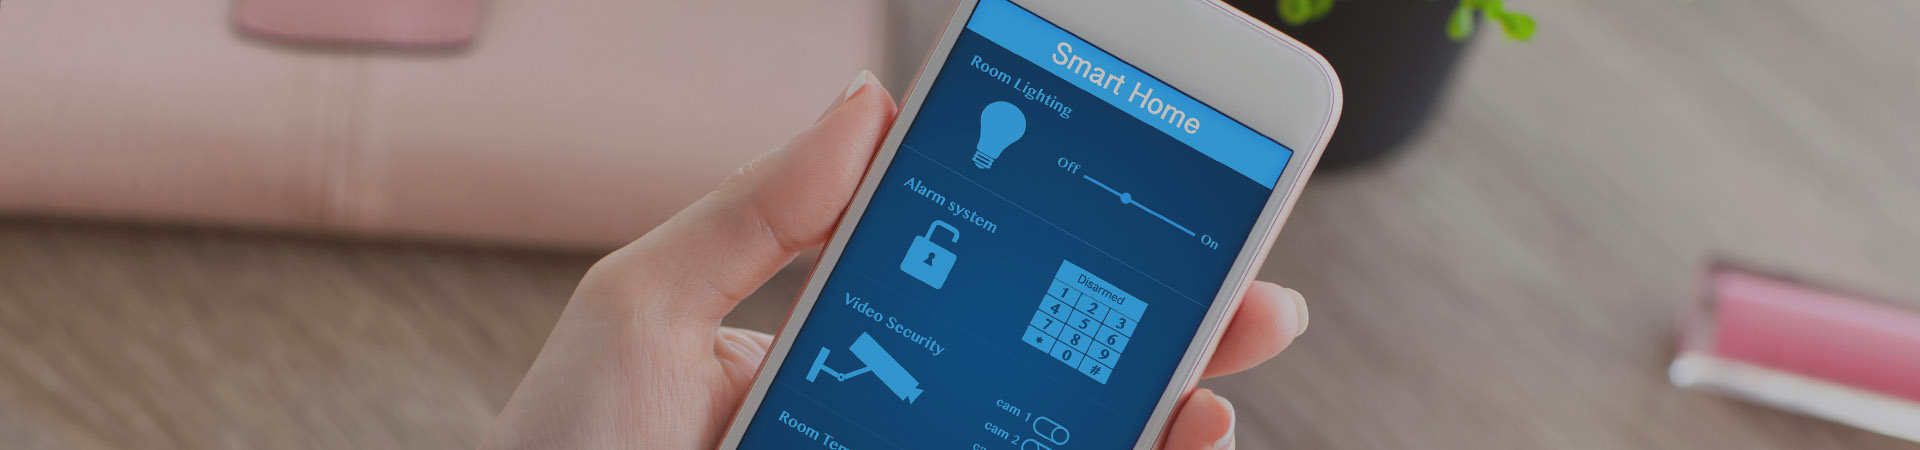 Smart Home
Room Lighting
Off
On
Alarm system
Disarmed
1 2 3
4 5 6
7 8 9
* 0 #
Video Security
cam 1
cam 2
Room